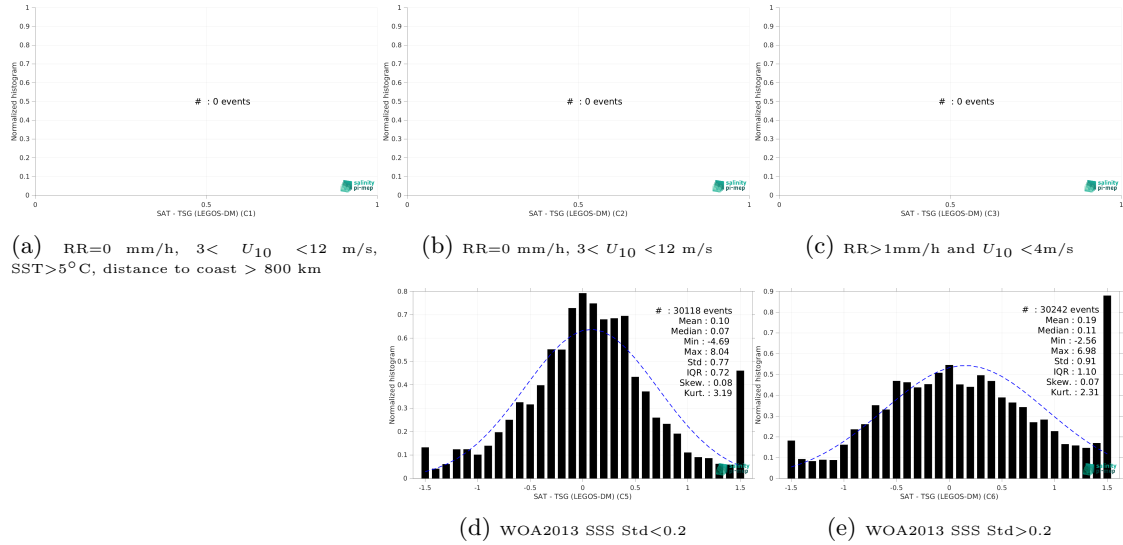 1
0.9
0.8
0.7
0.6
0.5
0.4
0.3
0.2
0.1
0
Normalized histogram
# : 0 events
salinity
pi-mep
0 0.5 1
SAT - TSG (LEGOS-DM) (C1)
(a) RR=0 mm/h, 3< U10 <12 m/s,
SST>5°C, distance to coast > 800 km
1
0.9
0.8
0.7
0.6
0.5
0.4
0.3
0.2
0.1
0
Normalized histogram
# : 0 events
salinity
pi-mep
0 0.5 1
SAT - TSG (LEGOS-DM) (C2)
(b) RR=0 mm/h, 3< U10 <12 m/s
1
0.9
0.8
0.7
0.6
0.5
0.4
0.3
0.2
0.1
0
Normalized histogram
# : 0 events
salinity
pi-mep
0 0.5 1
SAT - TSG (LEGOS-DM) (C3)
(c) RR>1mm/h and U10 <4m/s
0.8
0.7
0.6
0.5
0.4
0.3
0.2
0.1
0
Normalized histogram
# : 30118 events
Mean : 0.10
Median : 0.07
Min : -4.69
Max : 8.04
Std : 0.77
IQR : 0.72
Skew. : 0.08
Kurt. : 3.19
-1.5 -1 -0.5 0 0.5 1 1.5
SAT - TSG (LEGOS-DM) (C5)
(d) WOA2013 SSS Std<0.2
0.9
0.8
0.7
0.6
0.5
0.4
0.3
0.2
0.1
0
Normalized histogram
# : 30242 events
Mean : 0.19
Median : 0.11
Min : -2.56
Max : 6.98
Std : 0.91
IQR : 1.10
Skew. : 0.07
Kurt. : 2.31
-1.5 -1 -0.5 0 0.5 1 1.5
SAT - TSG (LEGOS-DM) (C6)
(e) WOA2013 SSS Std>0.2